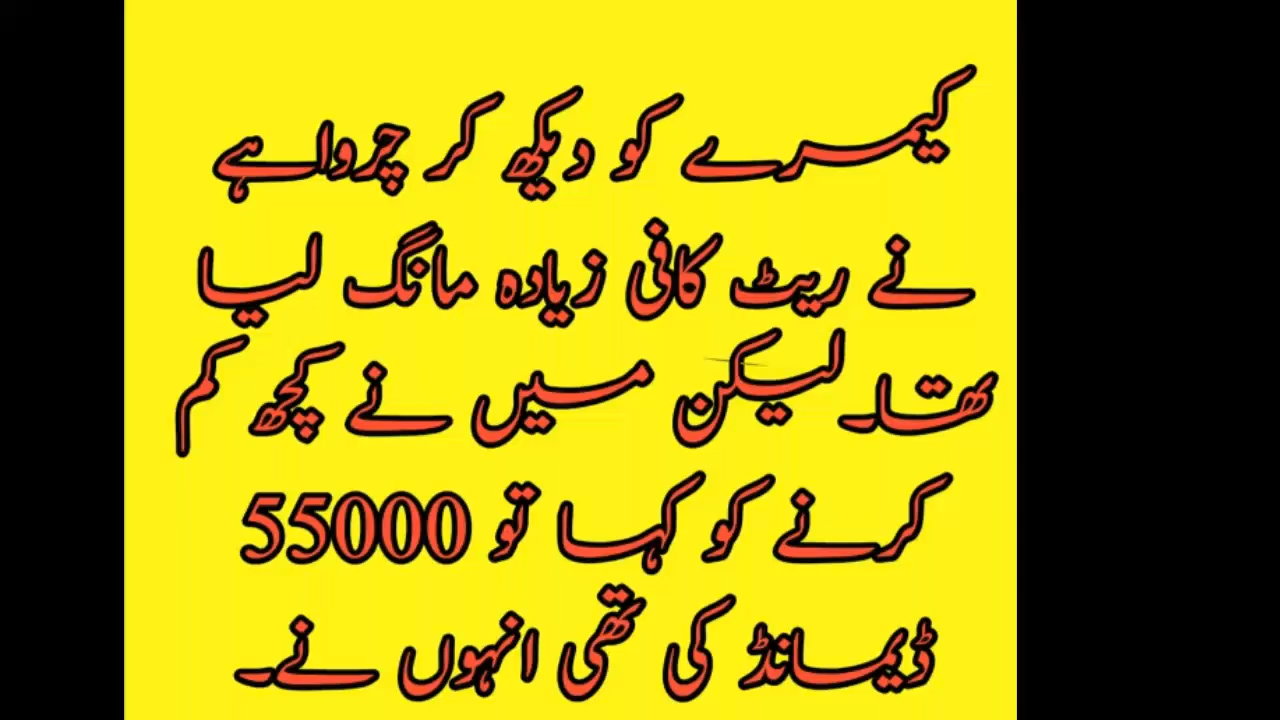 کیمرے کو دیکھ کر چرواہے
نے ریٹ کافی زیادہ مانگ لیا
تھا۔ لیکن میں نے کچھ کم
کرنے کو کہا تو 55000
ڈیمانڈ کی تھی انہوں نے۔